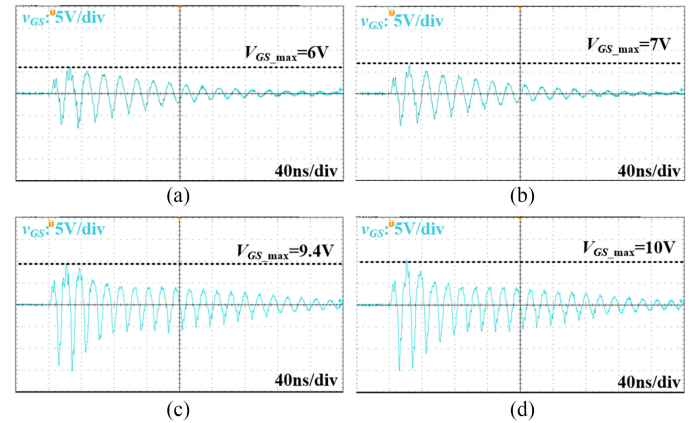 vGS: 5V/div
VGS_max=6V
40ns/div
(a)
vGS: 5V/div
VGS_max=7V
40ns/div
(b)
vGS: 5V/div
VGS_max=9.4V
40ns/div
(c)
vGS: 5V/div
VGS_max=10V
40ns/div
(d)